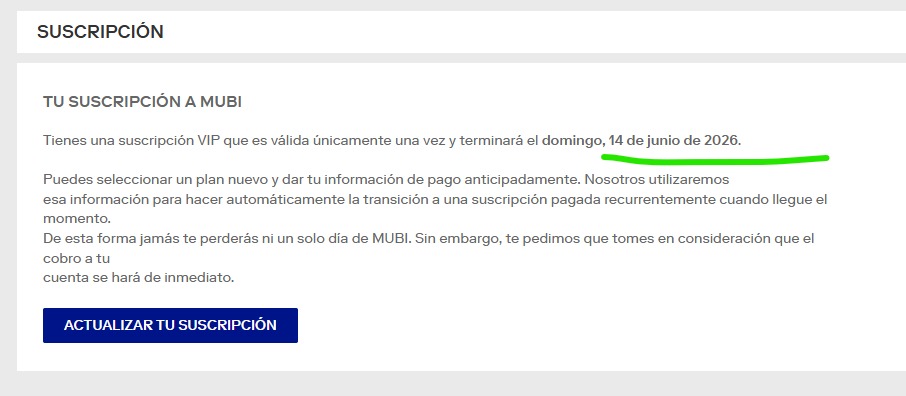 SUSCRIPCIÓN
TU SUSCRIPCIÓN A MUBI
Tienes una suscripción VIP que es válida únicamente una vez y terminará el domingo, 14 de junio de 2026.
Puedes seleccionar un plan nuevo y dar tu información de pago anticipadamente. Nosotros utilizaremos
esa información para hacer automáticamente la transición a una suscripción pagada recurrentemente cuando llegue el
momento.
De esta forma jamás te perderás ni un solo día de MUBI. Sin embargo, te pedimos que tomes en consideración que el
cobro a tu
cuenta se hará de inmediato.
ACTUALIZAR TU SUSCRIPCIÓN